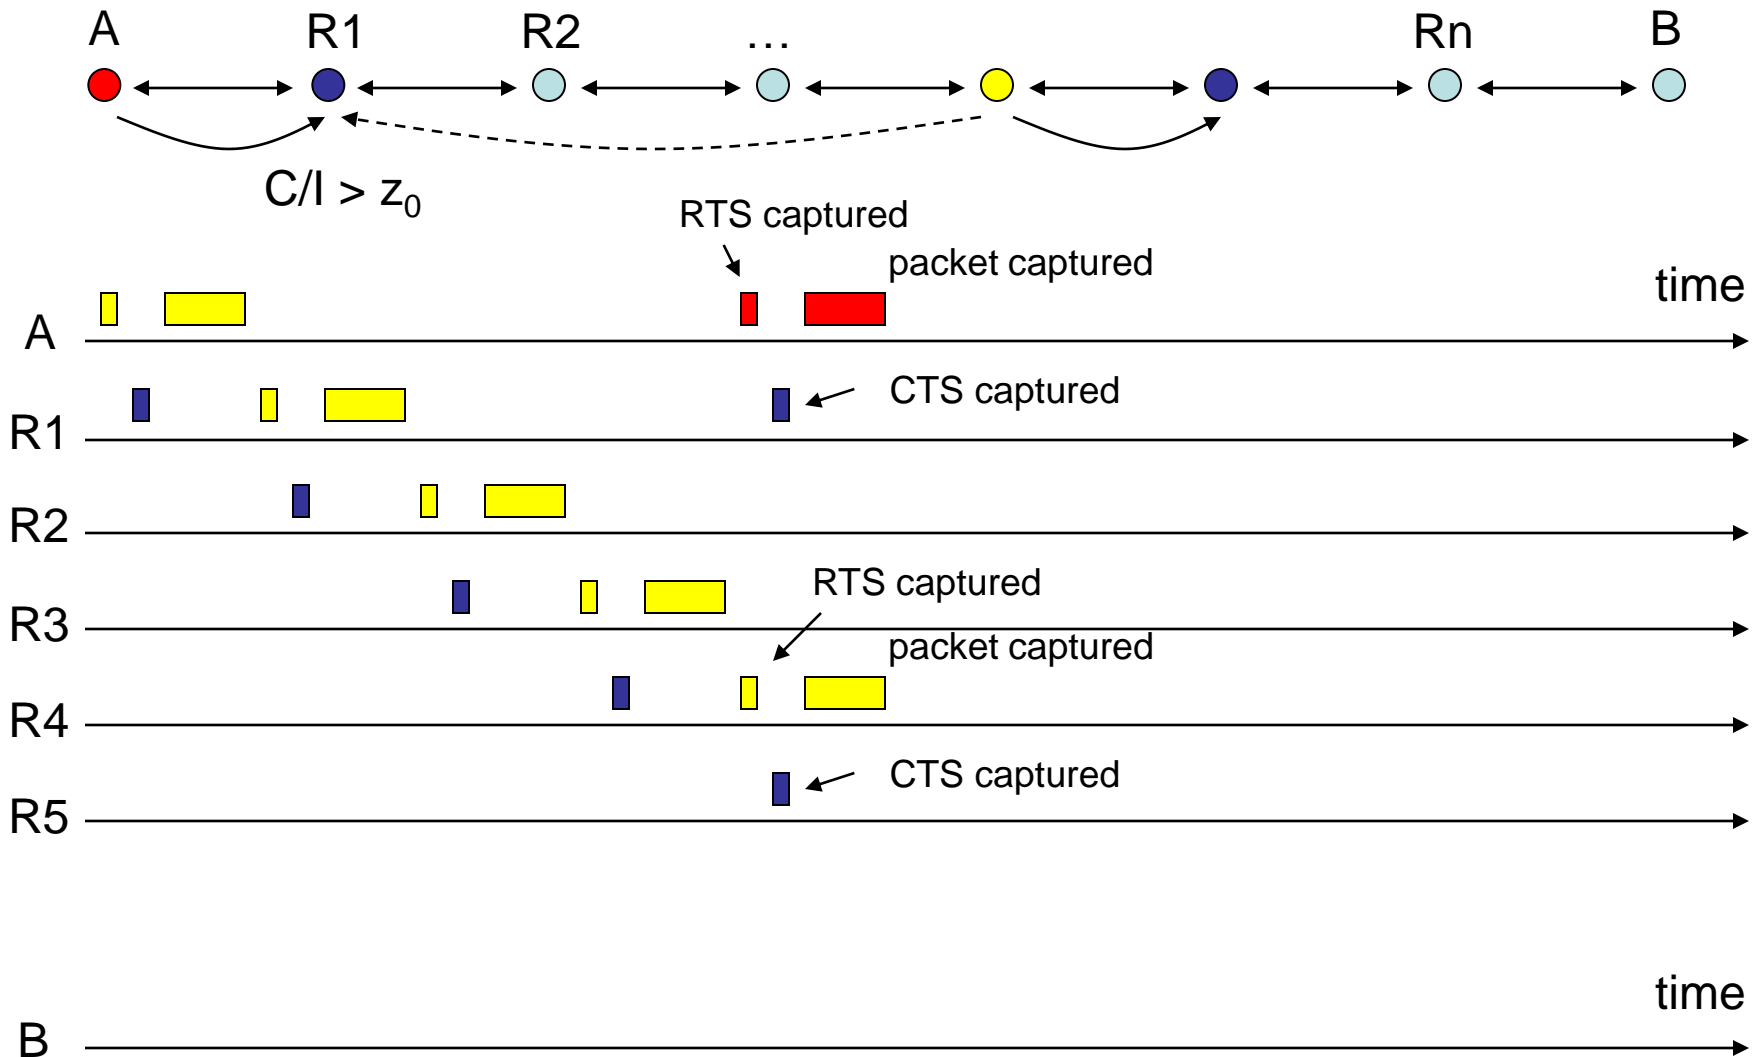 A R1 R2 ... Rn B
C/I > z0
RTS captured
packet captured
time
A
CTS captured
R1
R2
RTS captured
R3
packet captured
R4
CTS captured
R5
time
B